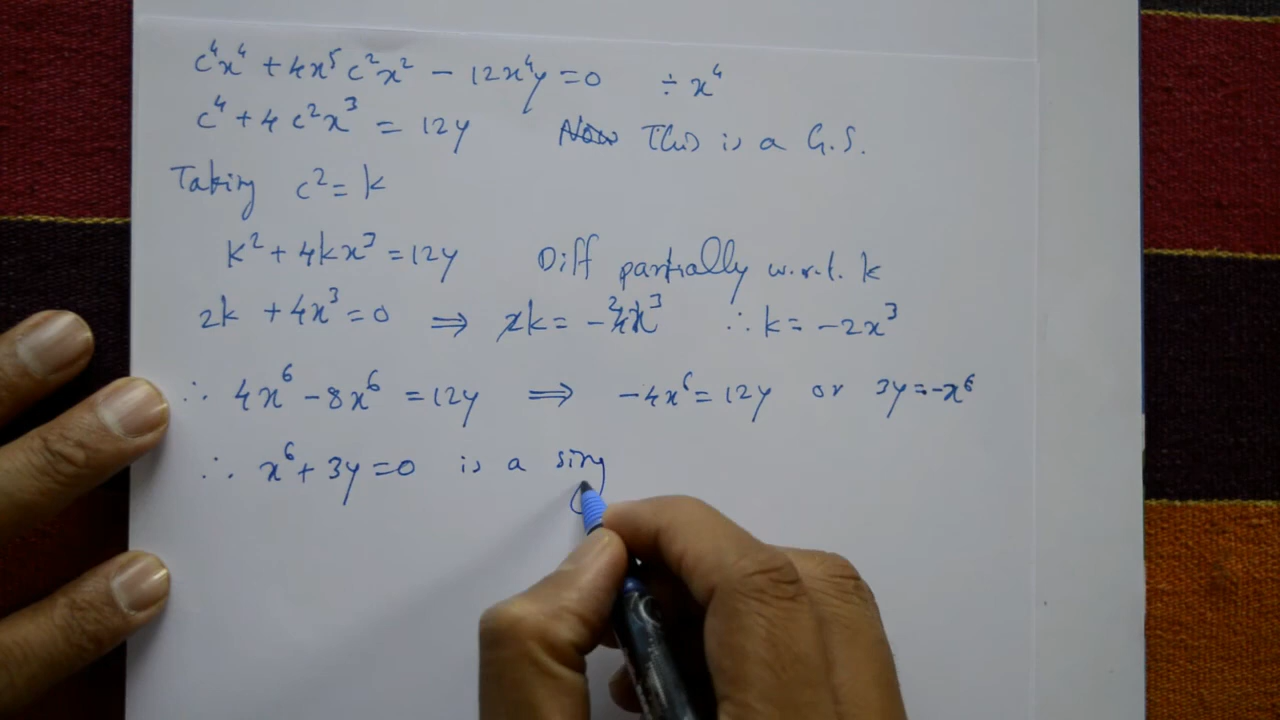 c⁴x⁴ + 4x⁵c²x² − 12x⁴y = 0 ÷ x⁴
c⁴ + 4c²x³ = 12y This is a G.S.
Taking c² = k
k² + 4kx³ = 12y Diff partially w.r.t. k
2k + 4x³ = 0 ⇒ 2k = −4x³ ∴ k = −2x³
∴ 4x⁶ − 8x⁶ = 12y ⇒ −4x⁶ = 12y or 3y = −x⁶
∴ x⁶ + 3y = 0 is a sing